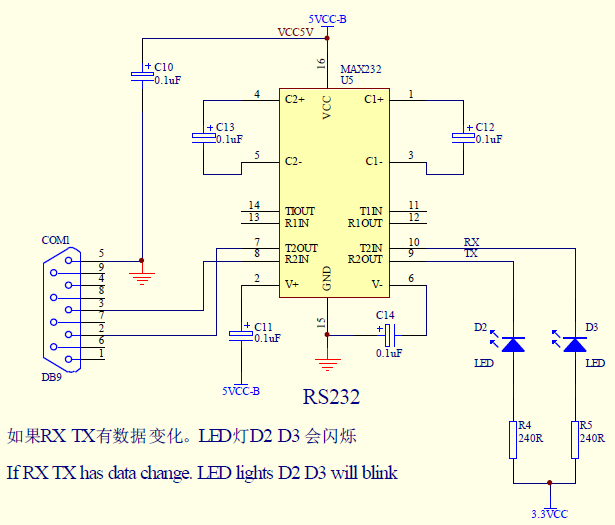 5VCC-B
VCC5V
C10
0.1uF
16
MAX232
U5
VCC
4
C2+
C1+
1
C13
0.1uF
C12
0.1uF
5
C2-
C1-
3
14
TIOUT
T1IN
11
13
R1IN
R1OUT
12
COM1
7
T2OUT
T2IN
10
RX
8
R2IN
R2OUT
9
TX
2
V+
V-
6
GND
15
5
9
4
8
3
7
2
6
1
DB9
C11
0.1uF
5VCC-B
C14
0.1uF
D2
LED
D3
LED
RS232
R4
240R
R5
240R
3.3VCC
如果RX TX有数据变化。LED灯D2 D3 会闪烁
If RX TX has data change. LED lights D2 D3 will blink